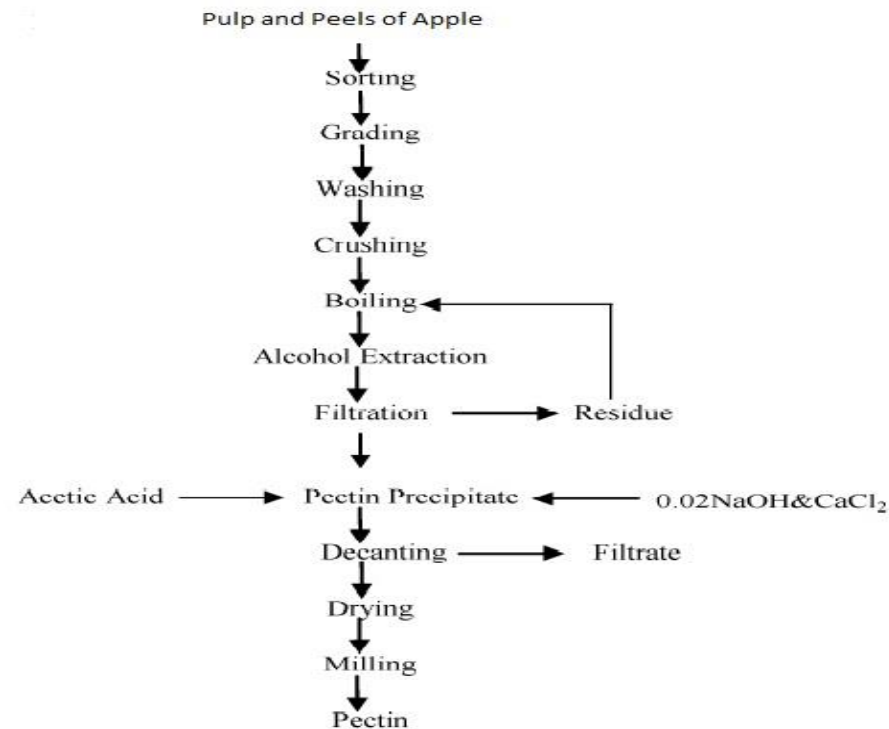 Pulp and Peels of Apple
Sorting
Grading
Washing
Crushing
Boiling
Alcohol Extraction
Filtration Residue
Acetic Acid Pectin Precipitate 0.02NaOH&CaCl₂
Decanting Filtrate
Drying
Milling
Pectin